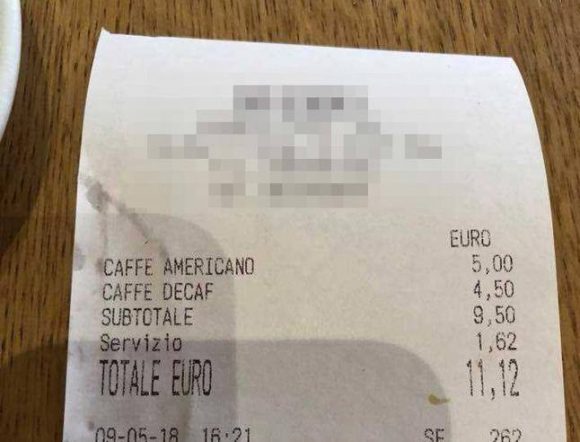 EURO
CAFFE AMERICANO 5,00
CAFFE DECAF 4,50
SUBTOTALE 9,50
Servizio 1,62
TOTALE EURO 11,12
09-05-18 16:21 SF 262